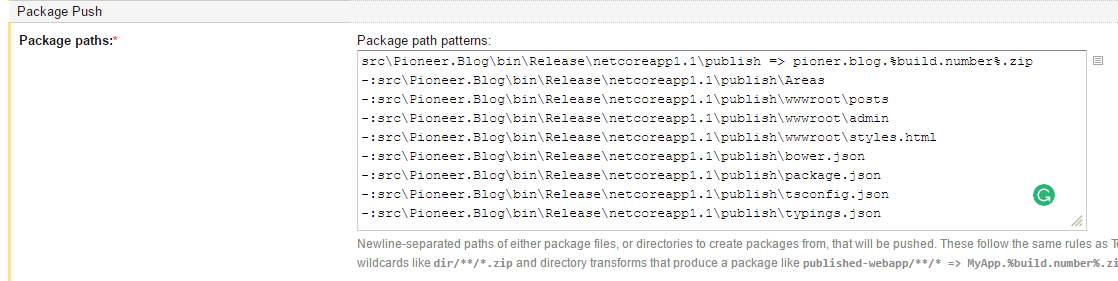 Package Push
Package paths:*
Package path patterns:
src\Pioneer.Blog\bin\Release\netcoreapp1.1\publish => pioner.blog.%build.number%.zip
-:src\Pioneer.Blog\bin\Release\netcoreapp1.1\publish\Areas
-:src\Pioneer.Blog\bin\Release\netcoreapp1.1\publish\wwwroot\posts
-:src\Pioneer.Blog\bin\Release\netcoreapp1.1\publish\wwwroot\admin
-:src\Pioneer.Blog\bin\Release\netcoreapp1.1\publish\wwwroot\styles.html
-:src\Pioneer.Blog\bin\Release\netcoreapp1.1\publish\bower.json
-:src\Pioneer.Blog\bin\Release\netcoreapp1.1\publish\package.json
-:src\Pioneer.Blog\bin\Release\netcoreapp1.1\publish\tsconfig.json
-:src\Pioneer.Blog\bin\Release\netcoreapp1.1\publish\typings.json
Newline-separated paths of either package files, or directories to create packages from, that will be pushed. These follow the same rules as T
wildcards like dir/**/*.zip and directory transforms that produce a package like published-webapp/**/* => MyApp.%build.number%.zi